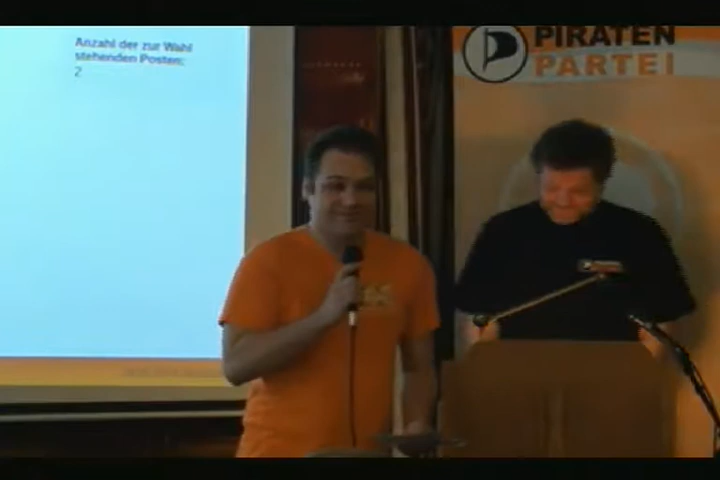 Anzahl der zur Wahl
stehenden Posten:
2
PIRATEN
PARTEI